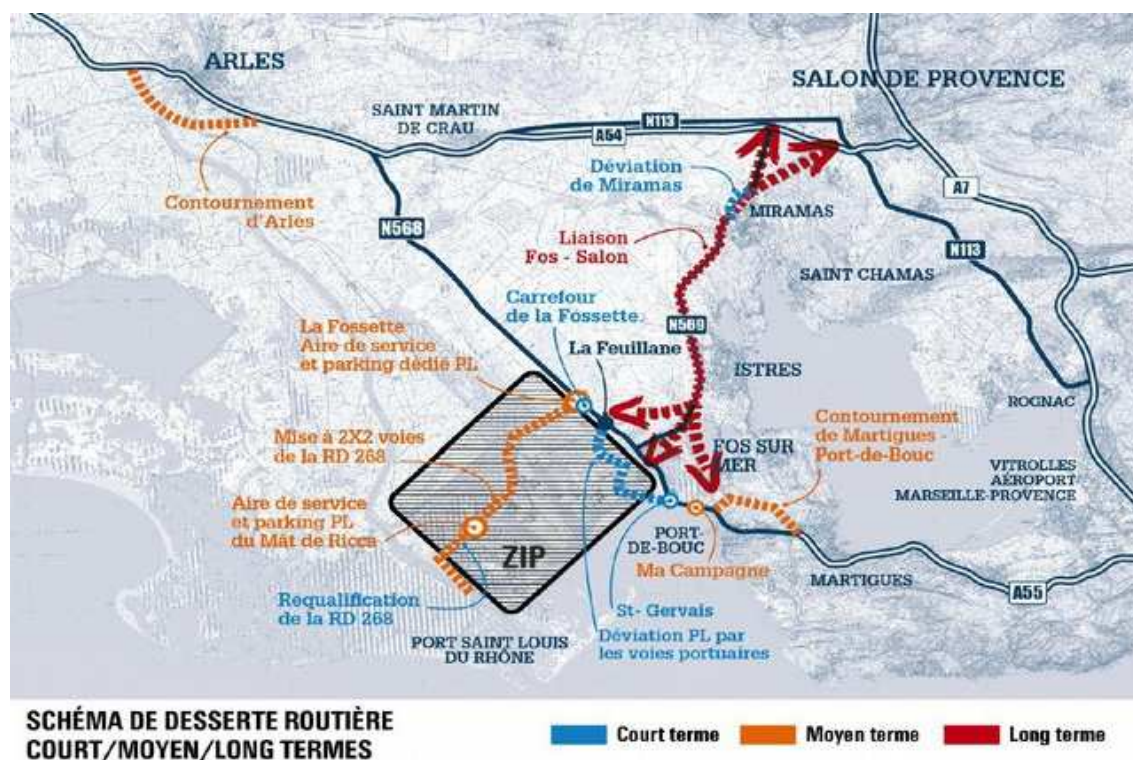 ARLES
SALON DE PROVENCE
SAINT MARTIN
DE CRAU
N113
A54
Déviation
de Miramas
A7
Contournement
d'Arles
MIRAMAS
N568
Liaison
Fos - Salon
N113
SAINT CHAMAS
Carrefour
de la Fossette
La Fossette
Aire de service
et parking dédié PL
N569
La Feuillane
ISTRES
ROGNAC
Contournement
de Martigues -
Port-de-Bouc
Mise à 2X2 voies
de la RD 268
FOS SUR
MER
VITROLLES
AÉROPORT
MARSEILLE-PROVENCE
Aire de service
et parking PL
du Mât de Ricca
ZIP
PORT-
DE-BOUC
Ma Campagne
MARTIGUES
A55
Requalification
de la RD 268
St- Gervais
PORT SAINT LOUIS
DU RHÔNE
Déviation PL par
les voies portuaires
SCHÉMA DE DESSERTE ROUTIÈRE
COURT/MOYEN/LONG TERMES
Court terme
Moyen terme
Long terme